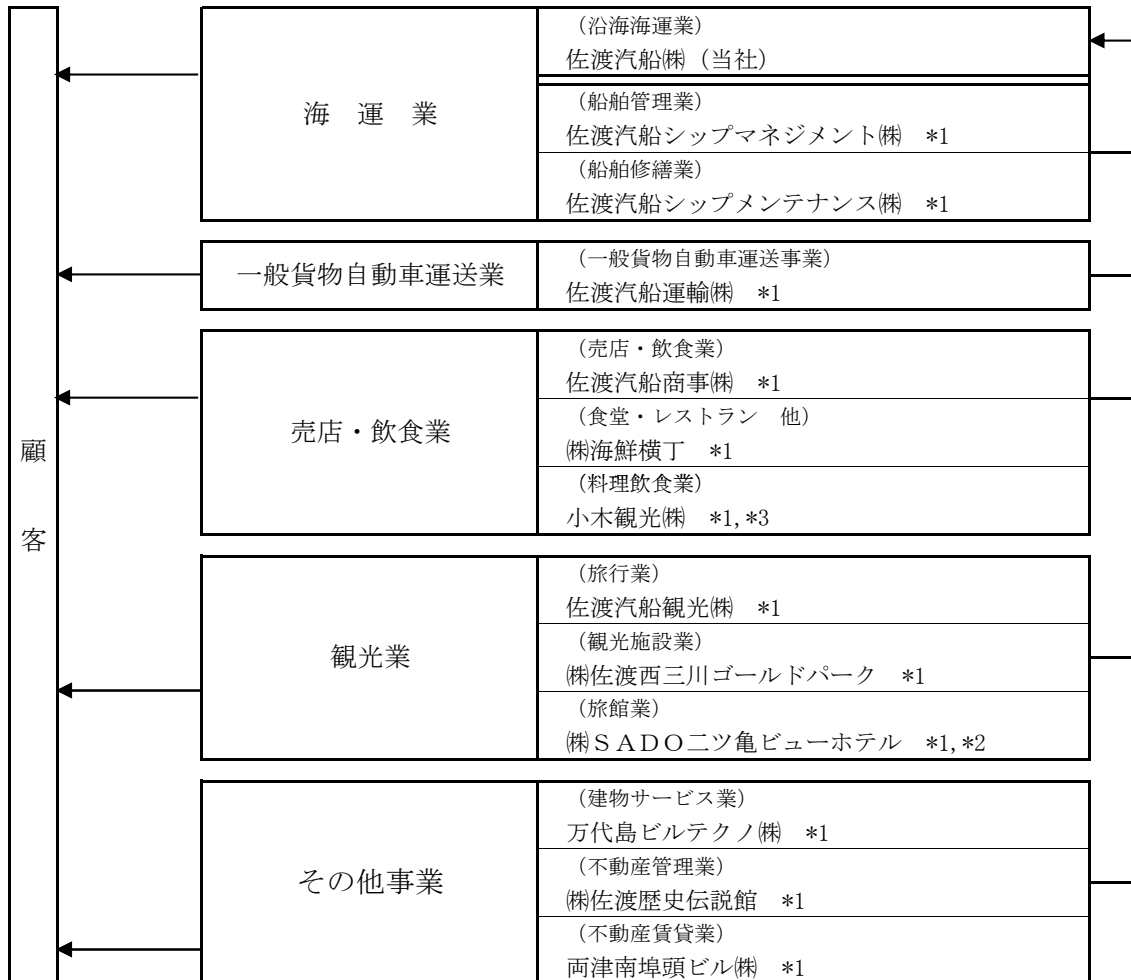 顧客
海　運　業
（沿海海運業）
佐渡汽船㈱（当社）
（船舶管理業）
佐渡汽船シップマネジメント㈱　*1
（船舶修繕業）
佐渡汽船シップメンテナンス㈱　*1
一般貨物自動車運送業
（一般貨物自動車運送事業）
佐渡汽船運輸㈱　*1
売店・飲食業
（売店・飲食業）
佐渡汽船商事㈱　*1
（食堂・レストラン　他）
㈱海鮮横丁　*1
（料理飲食業）
小木観光㈱　*1,*3
観光業
（旅行業）
佐渡汽船観光㈱　*1
（観光施設業）
㈱佐渡西三川ゴールドパーク　*1
（旅館業）
㈱ＳＡＤＯ二ツ亀ビューホテル　*1,*2
その他事業
（建物サービス業）
万代島ビルテクノ㈱　*1
（不動産管理業）
㈱佐渡歴史伝説館　*1
（不動産賃貸業）
両津南埠頭ビル㈱　*1